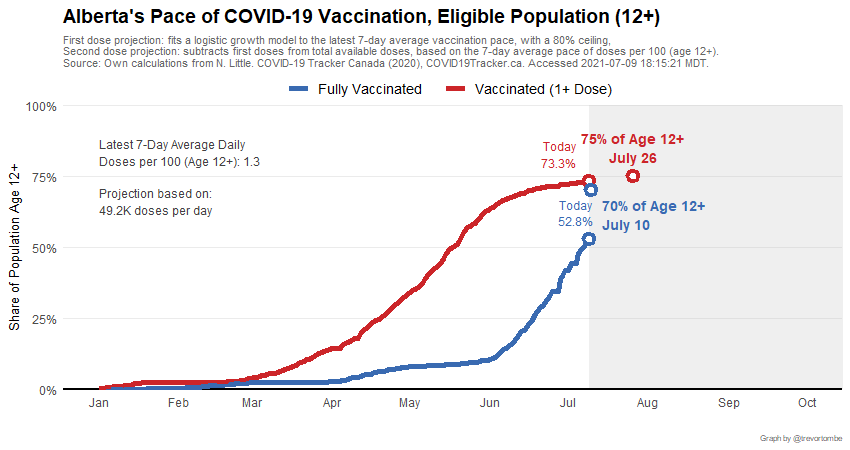 Alberta's Pace of COVID-19 Vaccination, Eligible Population (12+)
First dose projection: fits a logistic growth model to the latest 7-day average vaccination pace, with a 80% ceiling,
Second dose projection: subtracts first doses from total available doses, based on the 7-day average pace of doses per 100 (age 12+).
Source: Own calculations from N. Little. COVID-19 Tracker Canada (2020), COVID19Tracker.ca. Accessed 2021-07-09 18:15:21 MDT.
Fully Vaccinated
Vaccinated (1+ Dose)
100%
75%
50%
25%
0%
Share of Population Age 12+
Latest 7-Day Average Daily
Doses per 100 (Age 12+): 1.3
Projection based on:
49.2K doses per day
Today
73.3%
75% of Age 12+
July 26
Today
52.8%
70% of Age 12+
July 10
Jan
Feb
Mar
Apr
May
Jun
Jul
Aug
Sep
Oct
Graph by @trevortombe